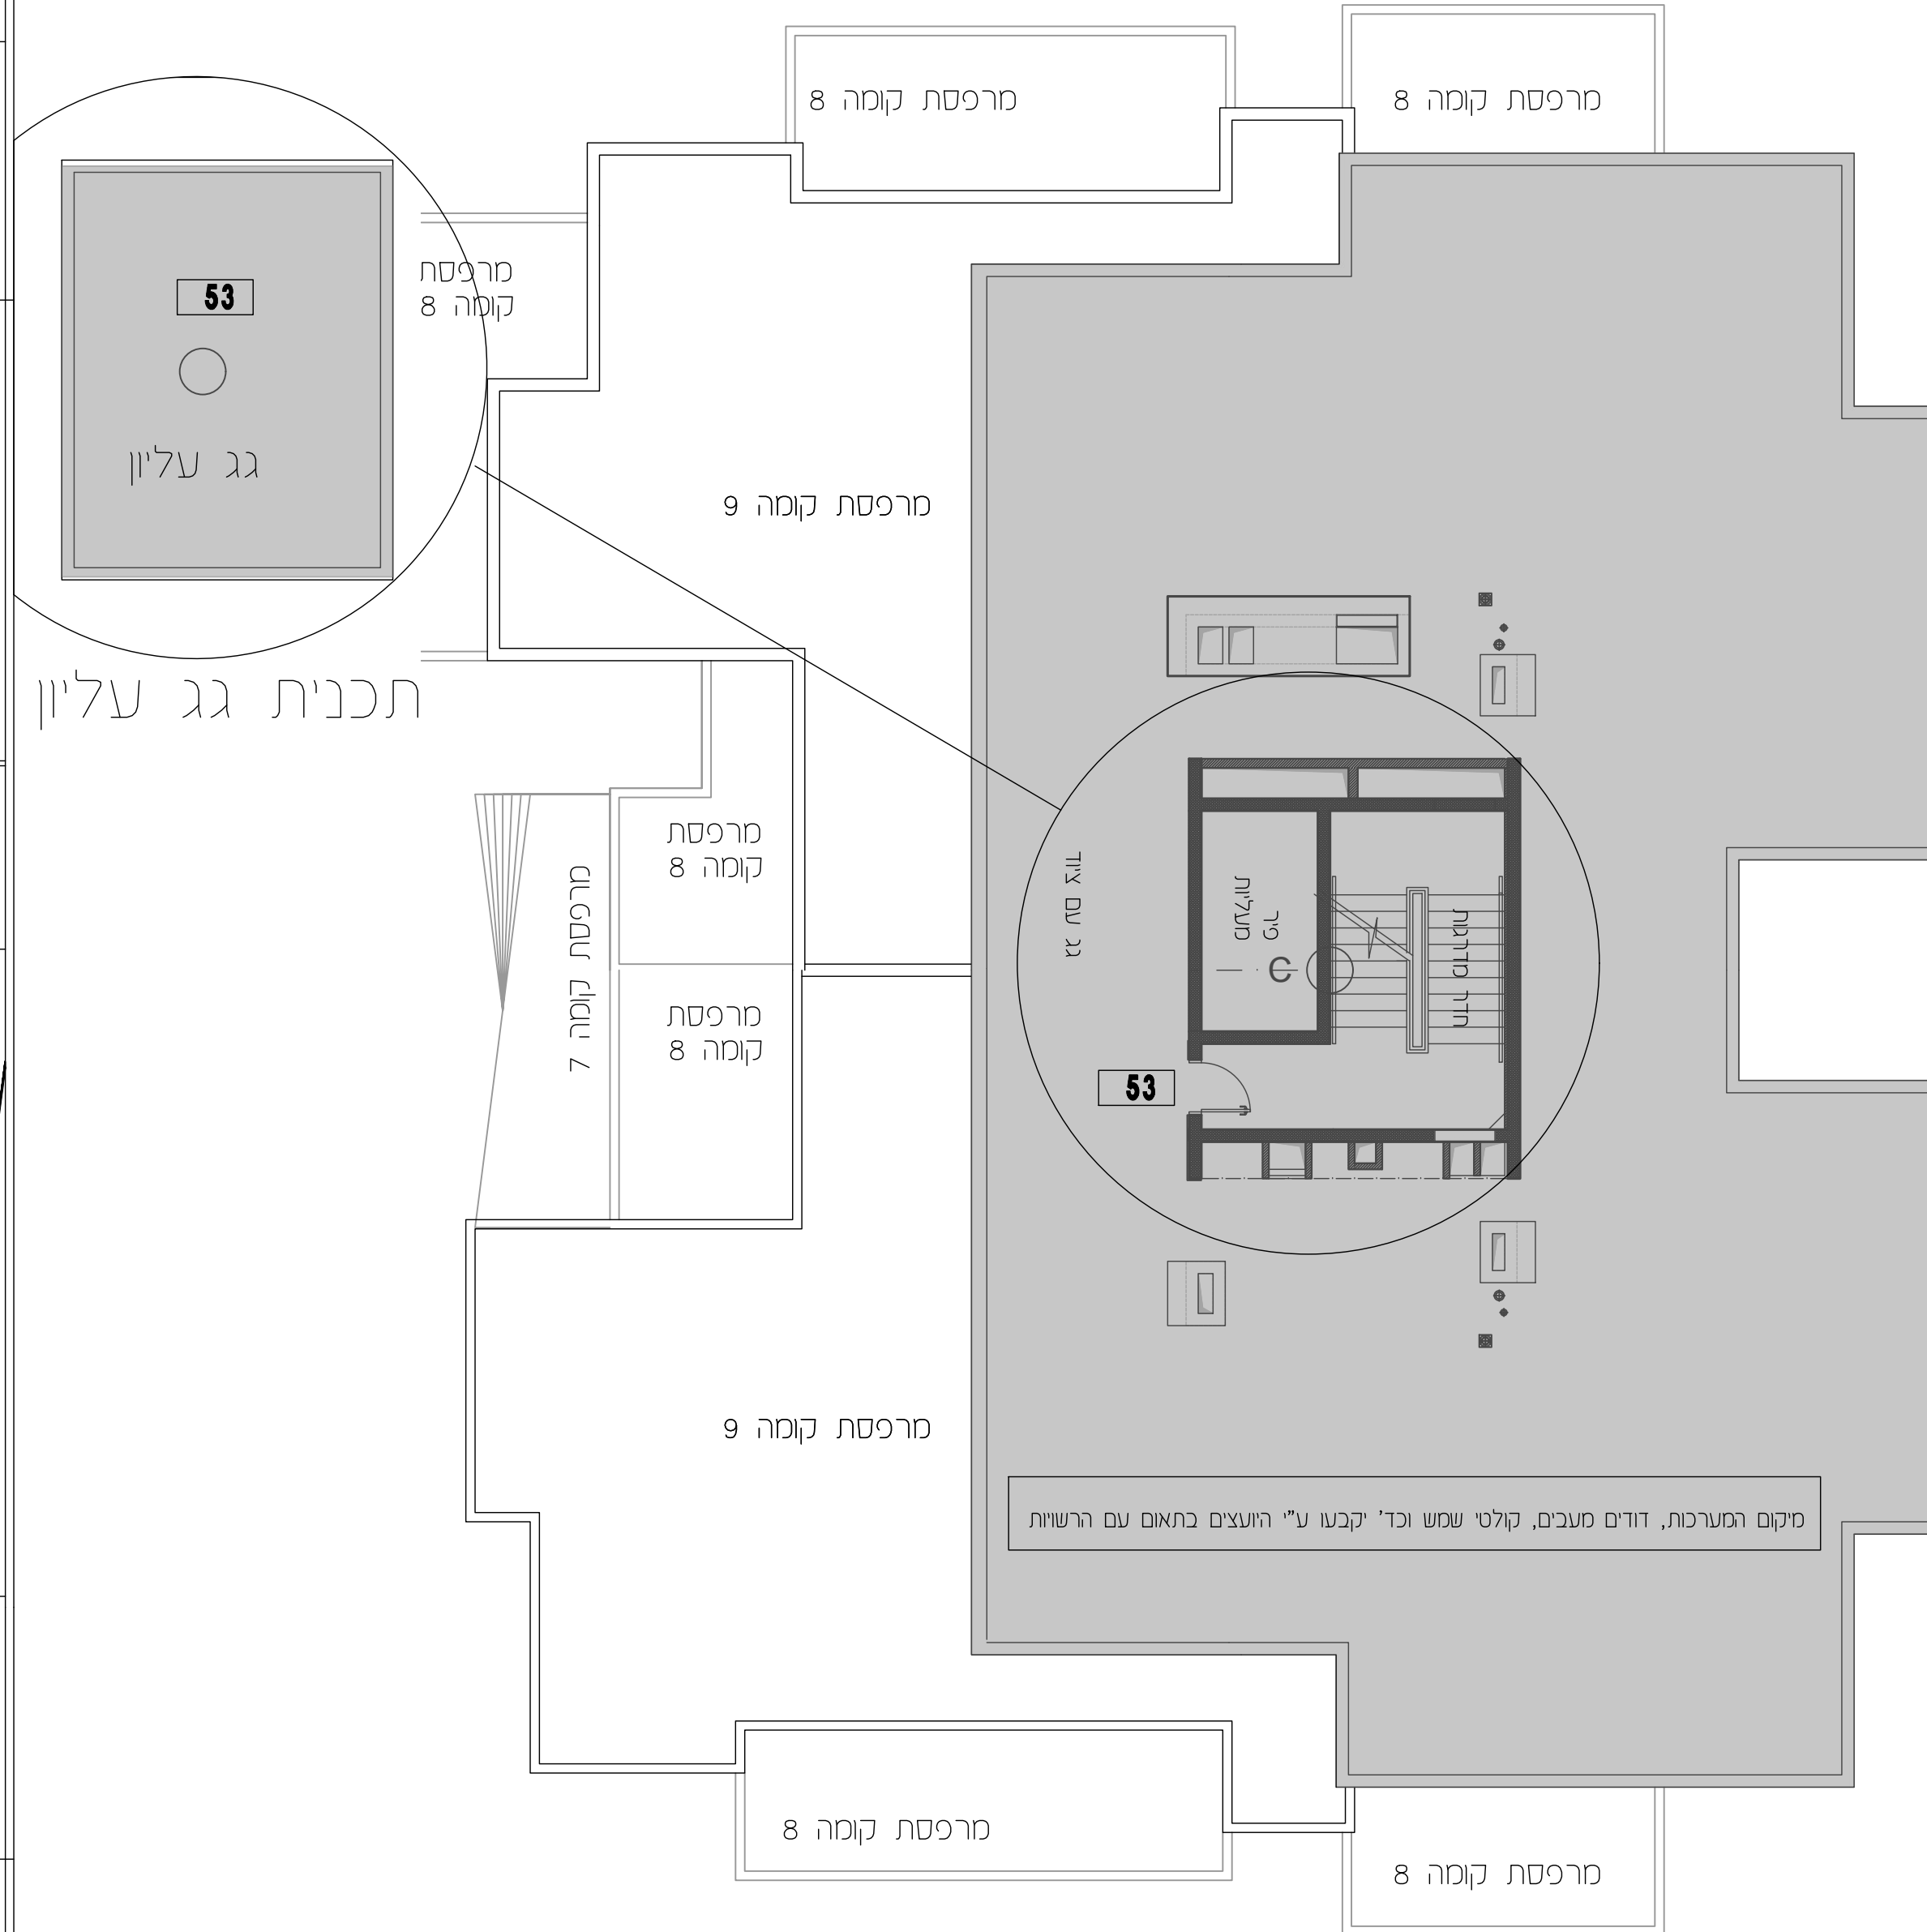 מרפסת קומה 8
מרפסת קומה 8
מרפסת
קומה 8
53
גג עליון
תכנית גג עליון
מרפסת קומה 9
מרפסת
קומה 8
מרפסת קומה 7
מרפסת
קומה 8
גג עם ציוד
פיר
מעליות
חדר מדרגות
C
53
מרפסת קומה 9
מיקום המערכות, דודים מעבים, קולטי שמש וכד' יקבעו ע"י היועצים בתאום עם הרשויות
מרפסת קומה 8
מרפסת קומה 8